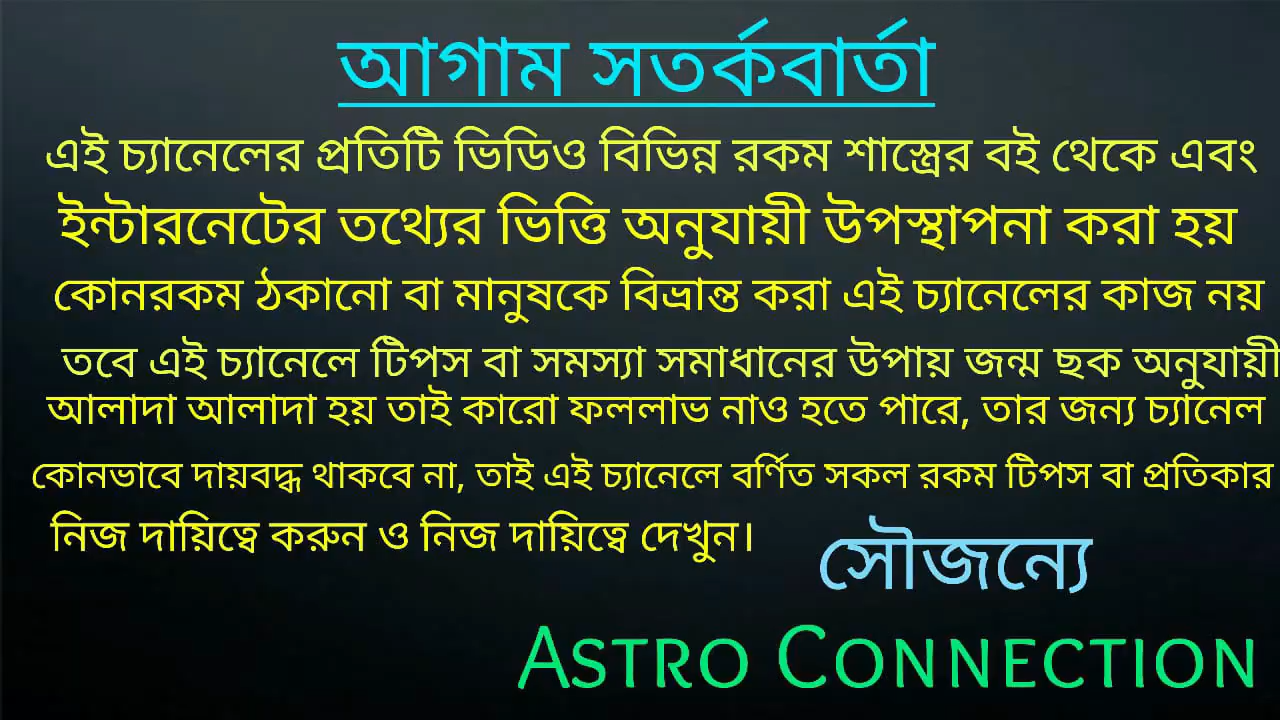 আগাম সতর্কবার্তা
এই চ্যানেলের প্রতিটি ভিডিও বিভিন্ন রকম শাস্ত্রের বই থেকে এবং
ইন্টারনেটের তথ্যের ভিত্তি অনুযায়ী উপস্থাপনা করা হয়
কোনরকম ঠকানো বা মানুষকে বিভ্রান্ত করা এই চ্যানেলের কাজ নয়
তবে এই চ্যানেলে টিপস বা সমস্যা সমাধানের উপায় জন্ম ছক অনুযায়ী
আলাদা আলাদা হয় তাই কারো ফললাভ নাও হতে পারে, তার জন্য চ্যানেল
কোনভাবে দায়বদ্ধ থাকবে না, তাই এই চ্যানেলে বর্ণিত সকল রকম টিপস বা প্রতিকার
নিজ দায়িত্বে করুন ও নিজ দায়িত্বে দেখুন।
সৌজন্যে
Astro Connection